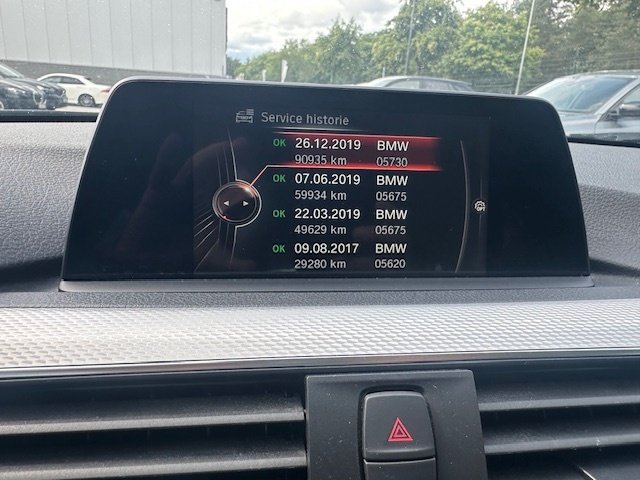 Service historie
OK 26.12.2019 BMW
90935 km 05730
OK 07.06.2019 BMW
59934 km 05675
OK 22.03.2019 BMW
49629 km 05675
OK 09.08.2017 BMW
29280 km 05620